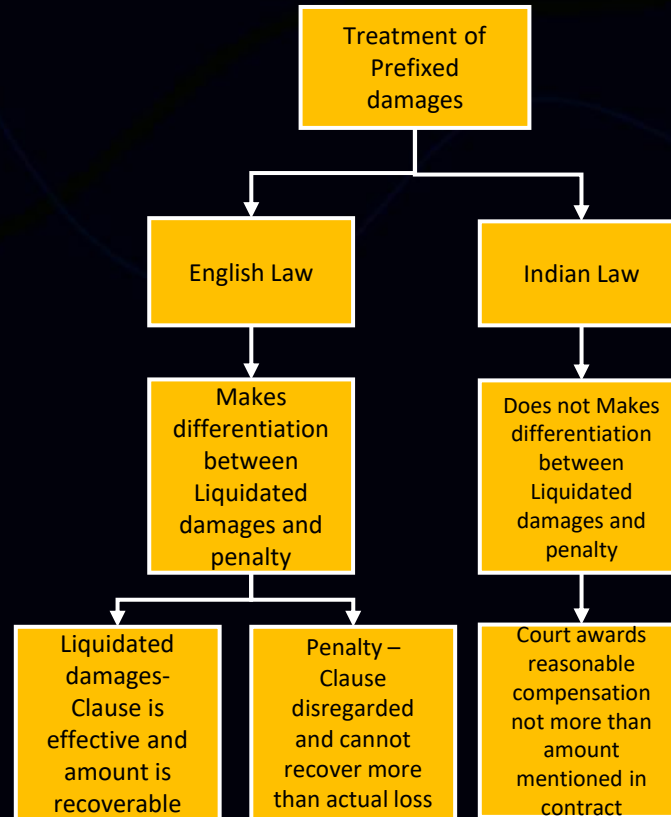 Treatment of
Prefixed
damages
English Law
Indian Law
Makes
differentiation
between
Liquidated
damages and
penalty
Does not Makes
differentiation
between
Liquidated
damages and
penalty
Liquidated
damages-
Clause is
effective and
amount is
recoverable
Penalty –
Clause
disregarded
and cannot
recover more
than actual loss
Court awards
reasonable
compensation
not more than
amount
mentioned in
contract